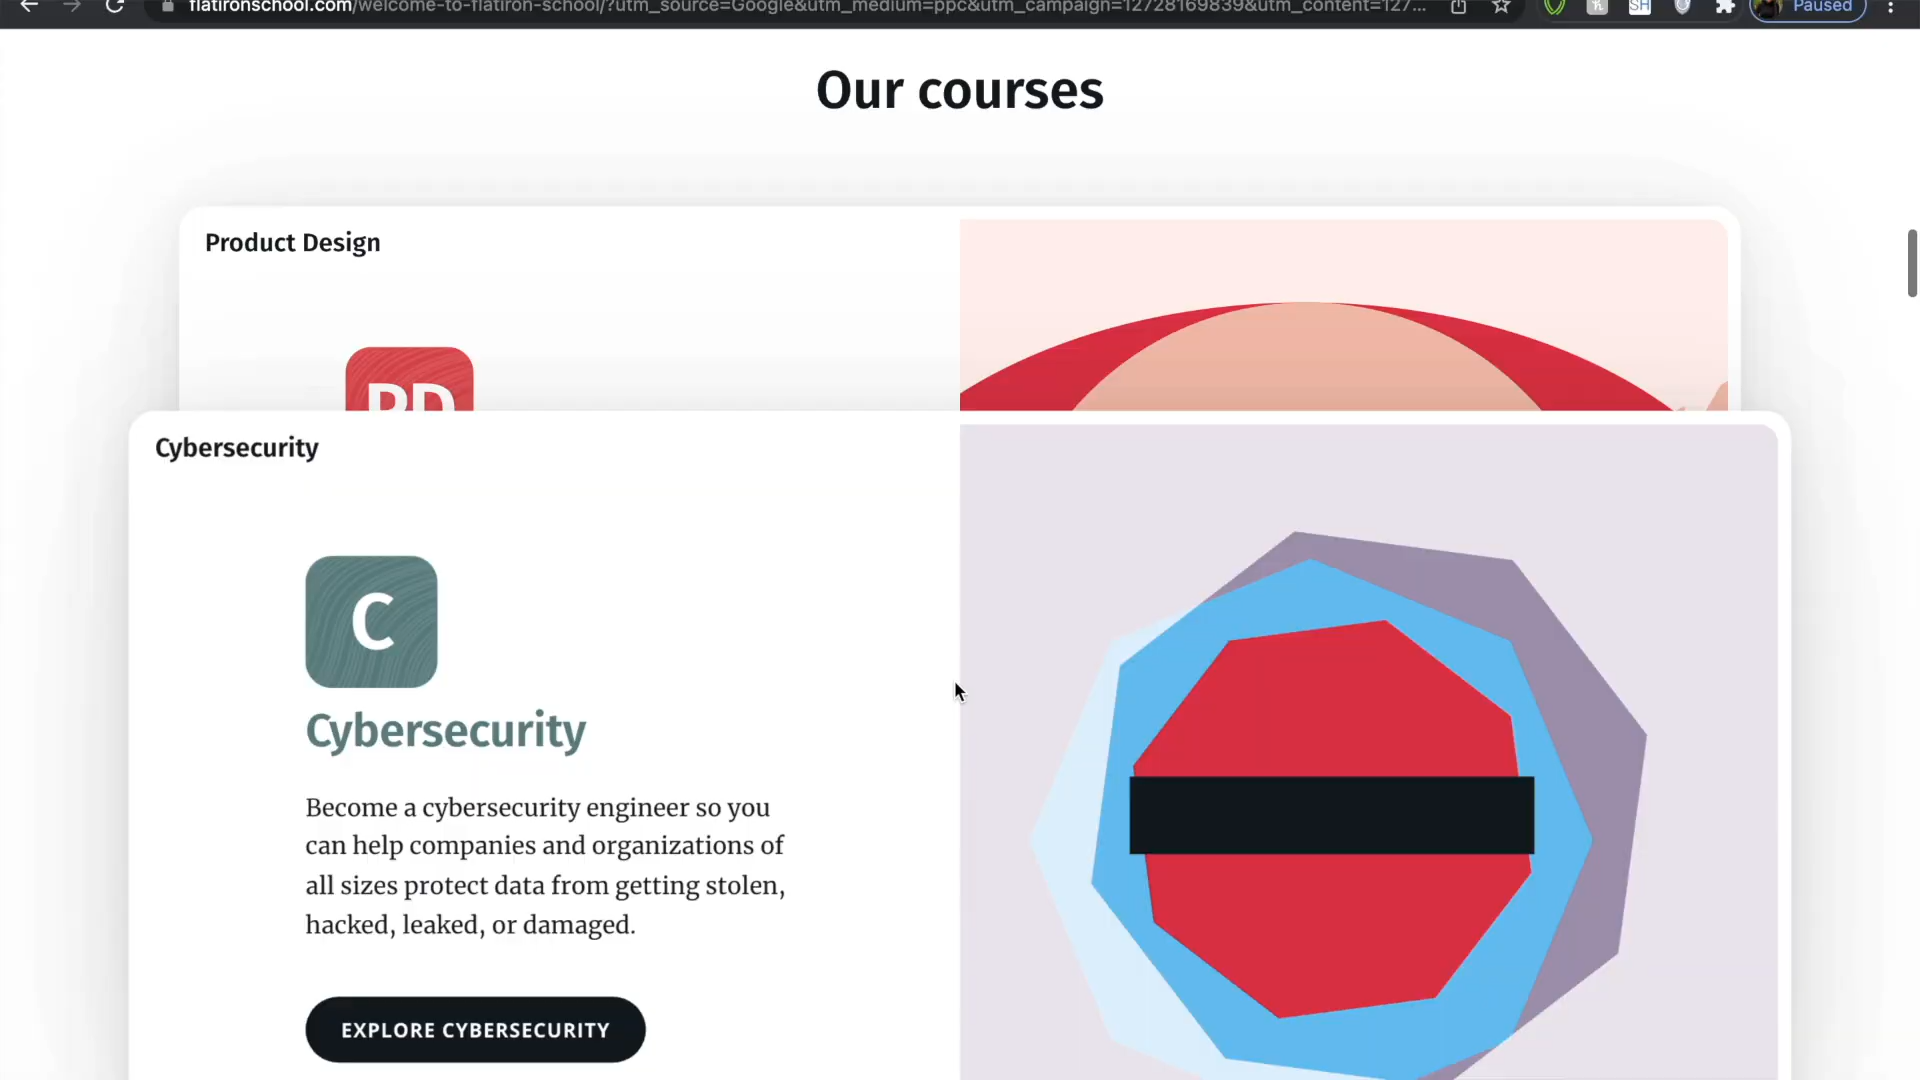 flatironschool.com/welcome-to-flatiron-school/?utm_source=Google&utm_medium=ppc&utm_campaign=12728169839&utm_content=127...
SH
Paused
Our courses
Product Design
PD
Cybersecurity
C
Cybersecurity
Become a cybersecurity engineer so you
can help companies and organizations of
all sizes protect data from getting stolen,
hacked, leaked, or damaged.
EXPLORE CYBERSECURITY